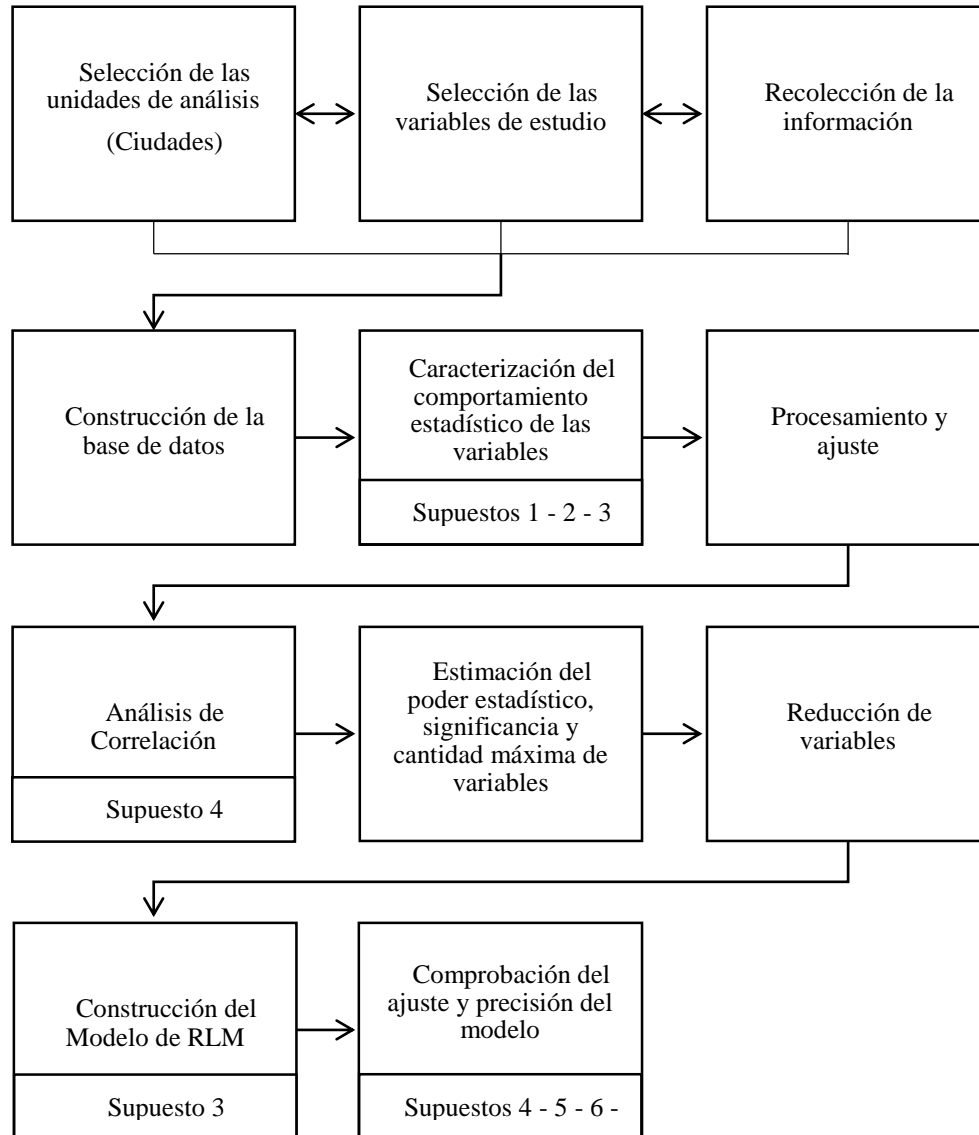 Selección de las
unidades de análisis
(Ciudades)
Selección de las
variables de estudio
Recolección de la
información
Construcción de la
base de datos
Caracterización del
comportamiento
estadístico de las
variables
Supuestos 1 - 2 - 3
Procesamiento y
ajuste
Análisis de
Correlación
Supuesto 4
Estimación del
poder estadístico,
significancia y
cantidad máxima de
variables
Reducción de
variables
Construcción del
Modelo de RLM
Supuesto 3
Comprobación del
ajuste y precisión del
modelo
Supuestos 4 - 5 - 6 -